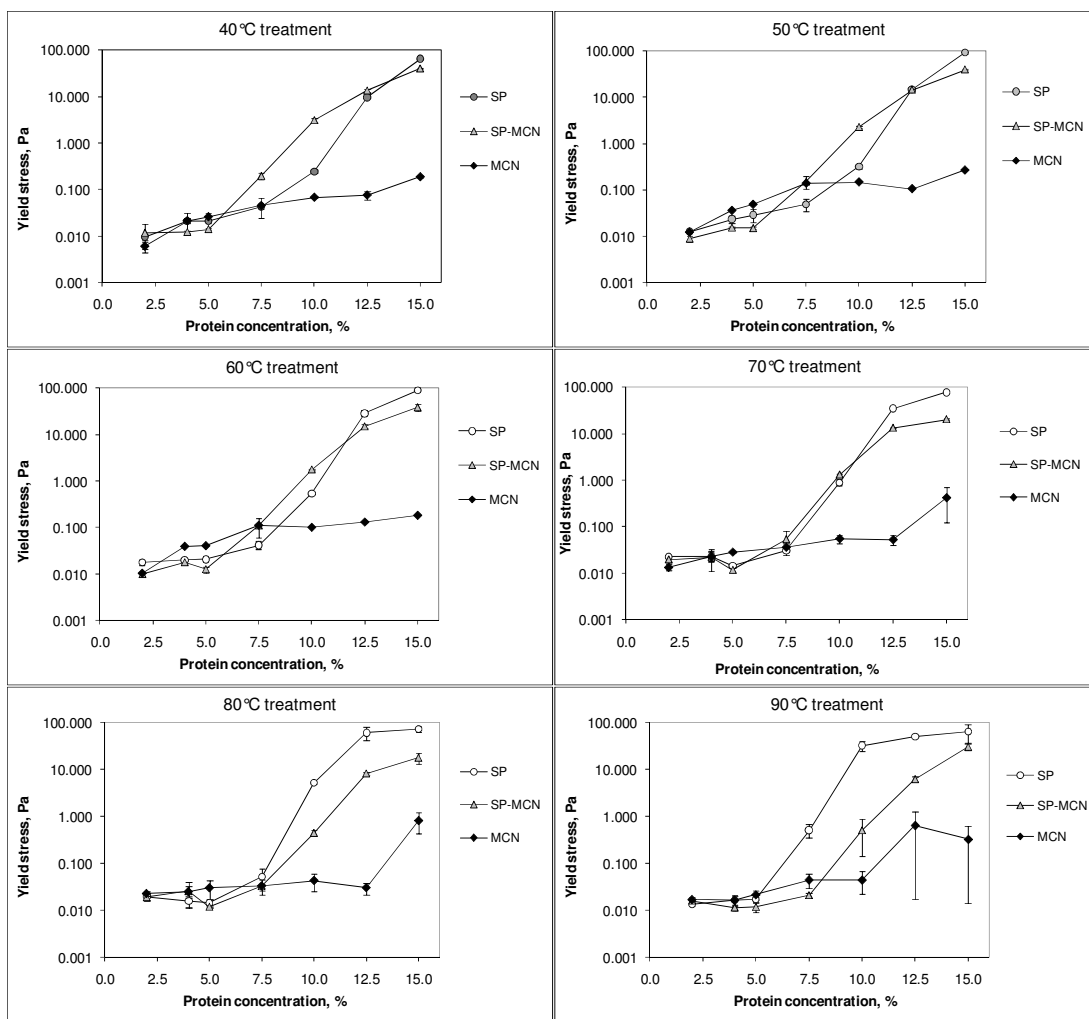 40°C treatment
100.000
10.000
1.000
0.100
0.010
0.001
Yield stress, Pa
0.0 2.5 5.0 7.5 10.0 12.5 15.0
Protein concentration, %
SP
SP-MCN
MCN
50°C treatment
100.000
10.000
1.000
0.100
0.010
0.001
Yield stress, Pa
0.0 2.5 5.0 7.5 10.0 12.5 15.0
Protein concentration, %
SP
SP-MCN
MCN
60°C treatment
100.000
10.000
1.000
0.100
0.010
0.001
Yield stress, Pa
0.0 2.5 5.0 7.5 10.0 12.5 15.0
Protein concentration, %
SP
SP-MCN
MCN
70°C treatment
100.000
10.000
1.000
0.100
0.010
0.001
Yield stress, Pa
0.0 2.5 5.0 7.5 10.0 12.5 15.0
Protein concentration, %
SP
SP-MCN
MCN
80°C treatment
100.000
10.000
1.000
0.100
0.010
0.001
Yield stress, Pa
0.0 2.5 5.0 7.5 10.0 12.5 15.0
Protein concentration, %
SP
SP-MCN
MCN
90°C treatment
100.000
10.000
1.000
0.100
0.010
0.001
Yield stress, Pa
0.0 2.5 5.0 7.5 10.0 12.5 15.0
Protein concentration, %
SP
SP-MCN
MCN